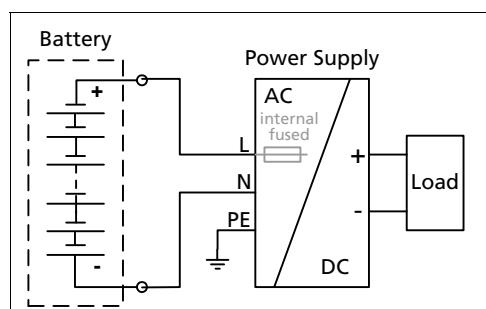 Battery
Power Supply
+
AC
internal
fused
L
N
PE
+
-
Load
-
DC